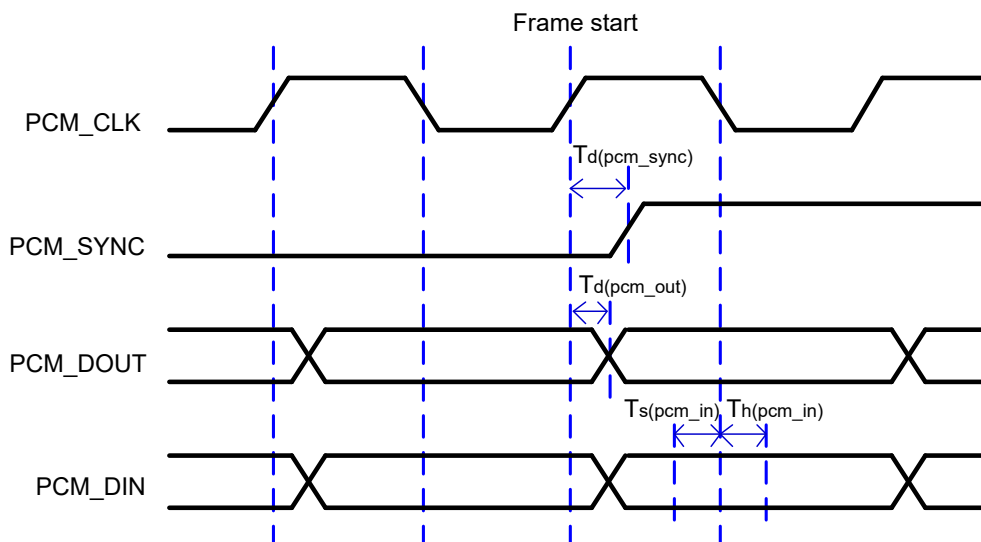 Frame start
PCM_CLK
Td(pcm_sync)
PCM_SYNC
Td(pcm_out)
PCM_DOUT
Ts(pcm_in) Th(pcm_in)
PCM_DIN